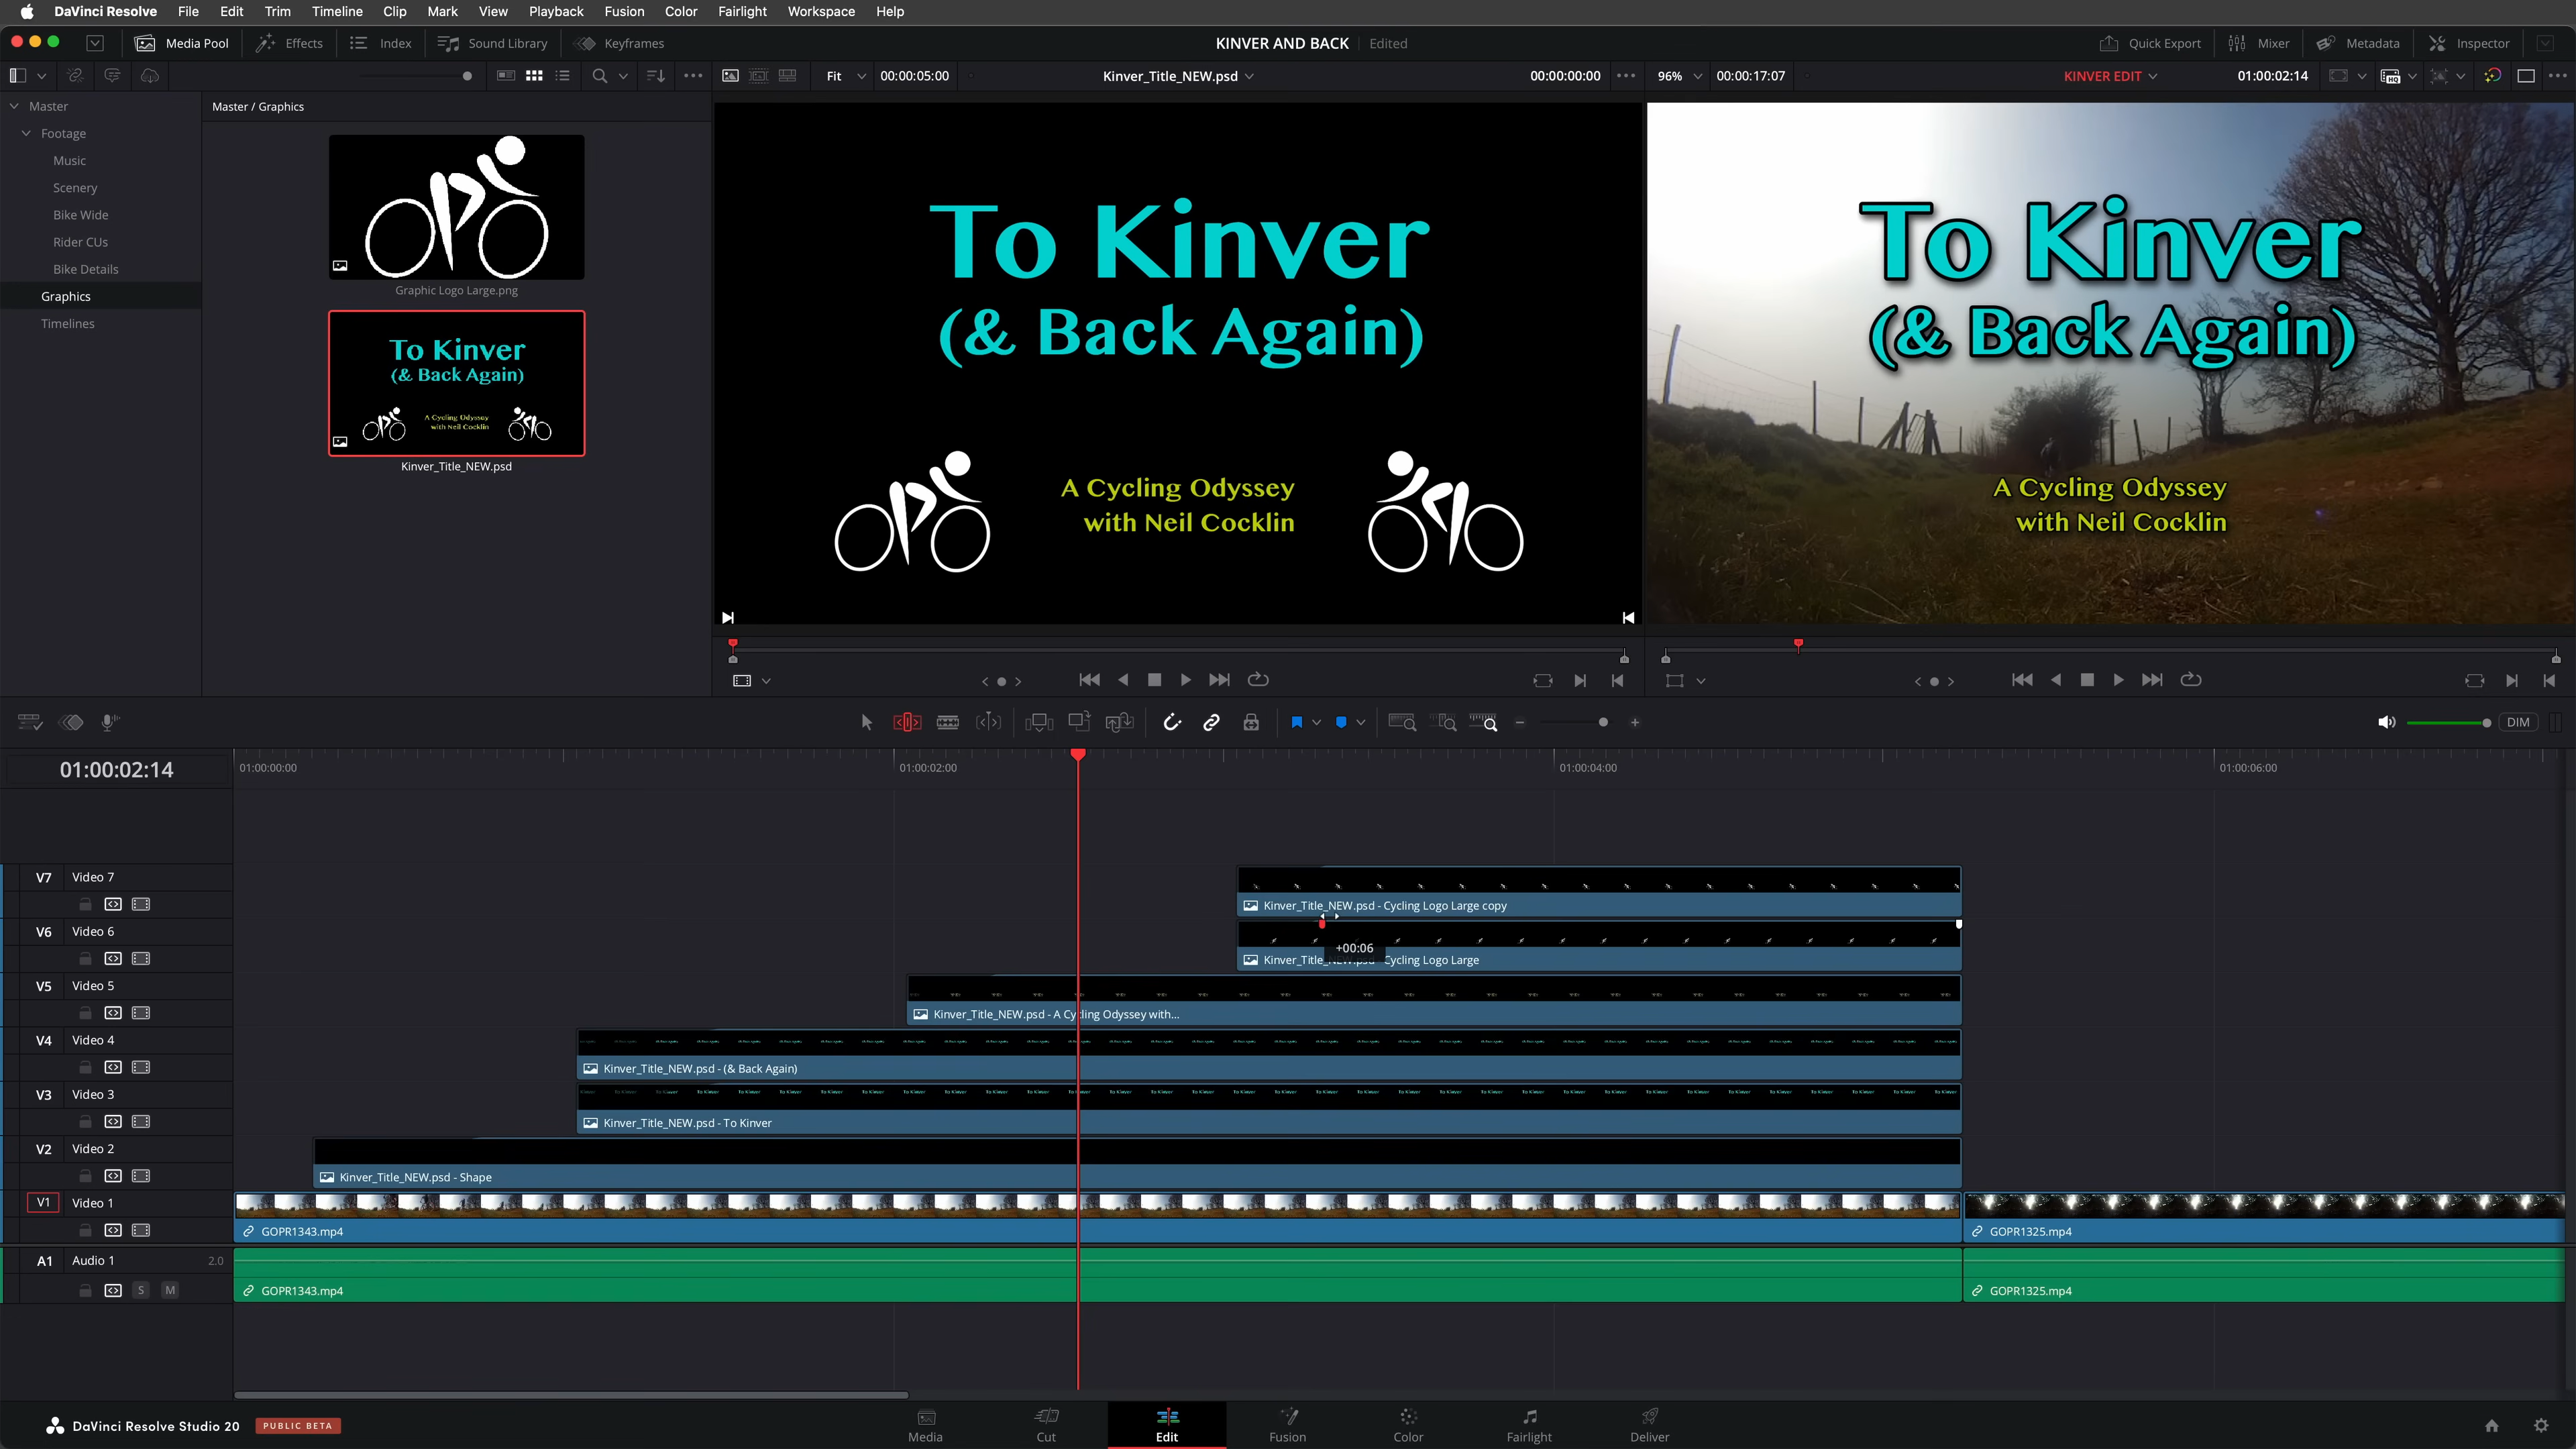 DaVinci Resolve File Edit Trim Timeline Clip Mark View Playback Fusion Color Fairlight Workspace Help
Media Pool Effects Index Sound Library Keyframes KINVER AND BACK Edited Quick Export Mixer Metadata Inspector
Fit 00:00:05:00 Kinver_Title_NEW.psd 00:00:00:00 96% 00:00:17:07 KINVER EDIT 01:00:02:14
Master
Footage
Music
Scenery
Bike Wide
Rider CUs
Bike Details
Graphics
Timelines
Master / Graphics
Graphic Logo Large.png
To Kinver
(& Back Again)
A Cycling Odyssey
with Neil Cocklin
Kinver_Title_NEW.psd
To Kinver
(& Back Again)
A Cycling Odyssey
with Neil Cocklin
To Kinver
(& Back Again)
A Cycling Odyssey
with Neil Cocklin
DIM
01:00:02:14
01:00:00:00 01:00:02:00 01:00:04:00 01:00:06:00
V7 Video 7
Kinver_Title_NEW.psd - Cycling Logo Large copy
V6 Video 6
+00:06
Kinver_Title_NEW.psd - Cycling Logo Large
V5 Video 5
Kinver_Title_NEW.psd - A Cycling Odyssey with...
V4 Video 4
Kinver_Title_NEW.psd - (& Back Again)
V3 Video 3
Kinver_Title_NEW.psd - To Kinver
V2 Video 2
Kinver_Title_NEW.psd - Shape
V1 Video 1
GOPR1343.mp4 GOPR1325.mp4
A1 Audio 1 2.0
S M
GOPR1343.mp4 GOPR1325.mp4
DaVinci Resolve Studio 20 PUBLIC BETA
Media Cut Edit Fusion Color Fairlight Deliver